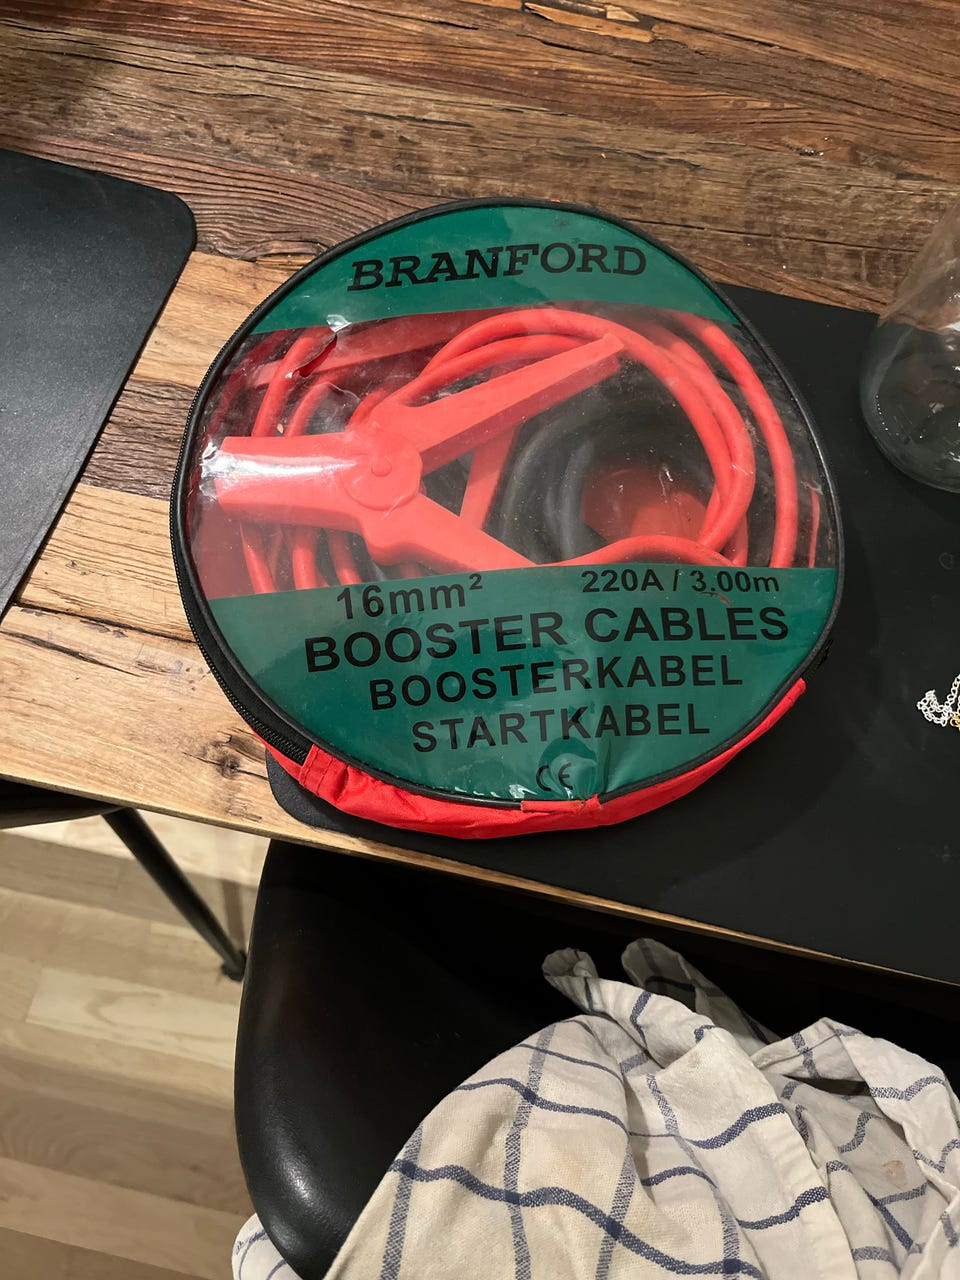 BRANFORD
16mm² 220A / 3,00m
BOOSTER CABLES
BOOSTERKABEL
STARTKABEL
CE